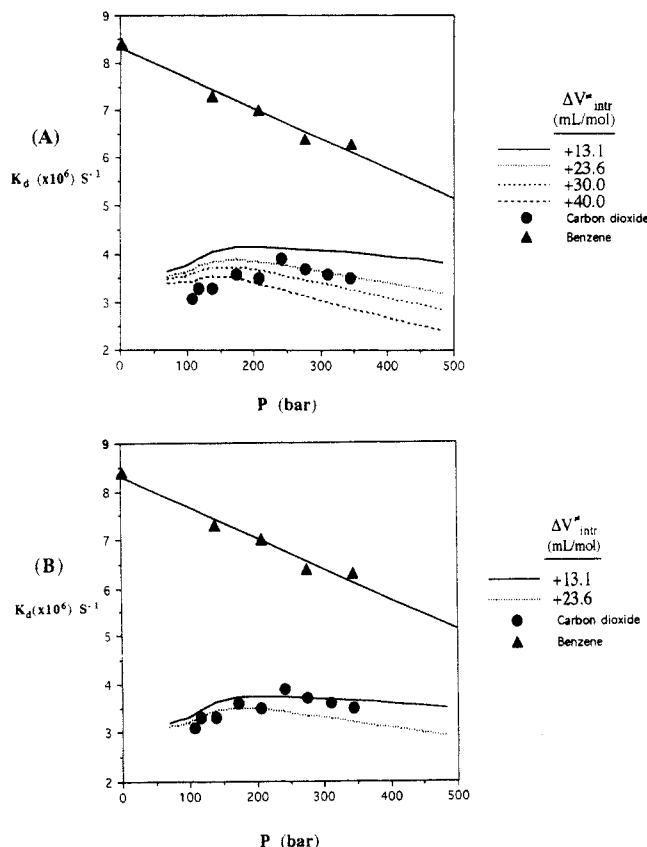 9
8
(A)
7
6
K_d (x10⁶) S⁻¹
5
4
3
2
0
100
200
300
400
500
P (bar)
ΔV≠intr
(mL/mol)
+13.1
+23.6
+30.0
+40.0
Carbon dioxide
Benzene
9
8
7
(B)
6
K_d(x10⁶) S⁻¹
5
4
3
2
0
100
200
300
400
500
P (bar)
ΔV≠intr
(mL/mol)
+13.1
+23.6
Carbon dioxide
Benzene